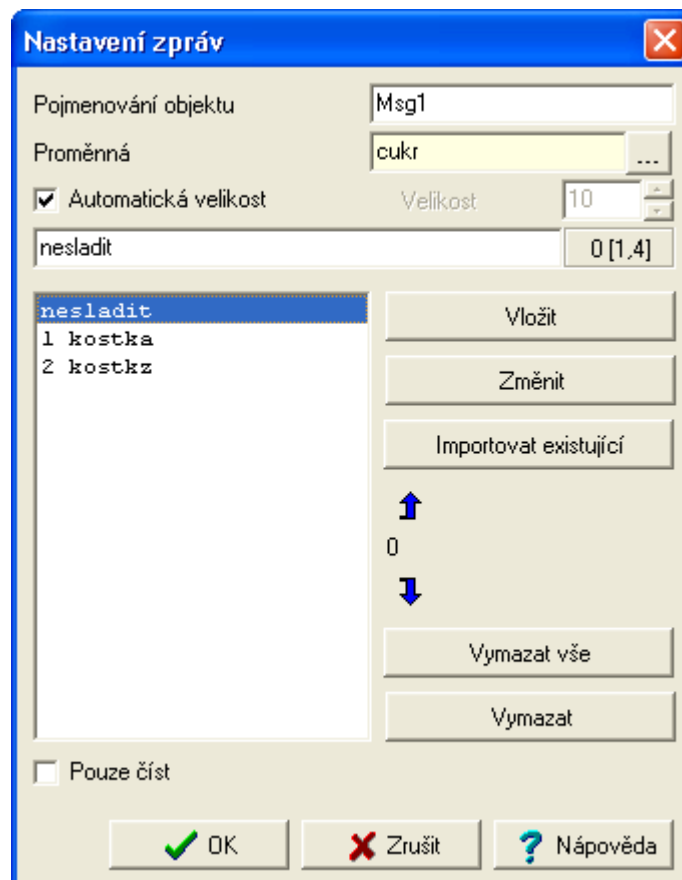 Nastavení zpráv
Pojmenování objektu Msg1
Proměnná cukr ...
Automatická velikost Velikost 10
nesladit 0 [1,4]
nesladit
1 kostka
2 kostkz
Vložit
Změnit
Importovat existující
0
Vymazat vše
Vymazat
Pouze číst
OK Zrušit ? Nápověda